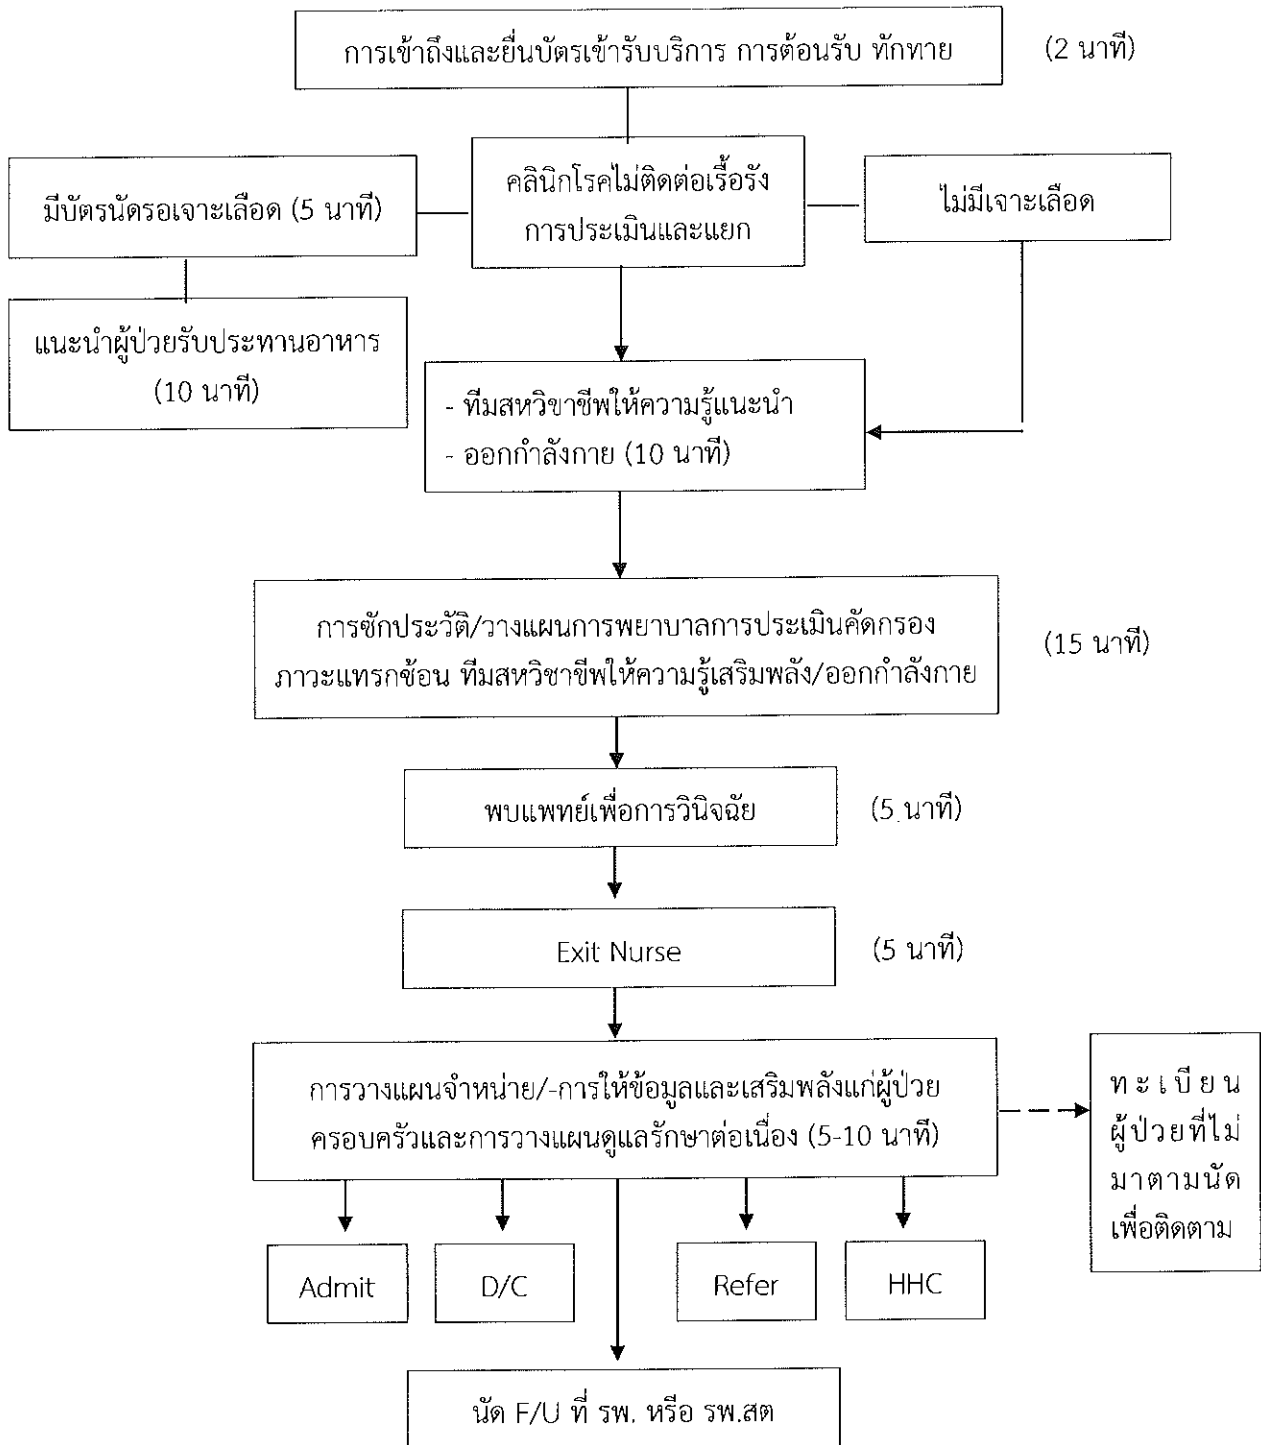 การเข้าถึงและยื่นบัตรเข้ารับบริการ การต้อนรับ ทักทาย
(2 นาที)
มีบัตรนัดรอเจาะเลือด (5 นาที)
คลินิกโรคไม่ติดต่อเรื้อรัง
การประเมินและแยก
ไม่มีเจาะเลือด
แนะนำผู้ป่วยรับประทานอาหาร
(10 นาที)
- ทีมสหวิขาชีพให้ความรู้แนะนำ
- ออกกำลังกาย (10 นาที)
การซักประวัติ/วางแผนการพยาบาลการประเมินคัดกรอง
ภาวะแทรกซ้อน ทีมสหวิชาขีพให้ความรู้เสริมพลัง/ออกกำลังกาย
(15 นาที)
พบแพทย์เพื่อการวินิจฉัย
(5 นาที)
Exit Nurse
(5 นาที)
การวางแผนจำหน่าย/-การให้ข้อมูลและเสริมพลังแก่ผู้ป่วย
ครอบครัวและการวางแผนดูแลรักษาต่อเนื่อง (5-10 นาที)
ทะเบียน
ผู้ป่วยที่ไม่
มาตามนัด
เพื่อติดตาม
Admit
D/C
Refer
HHC
นัด F/U ที่ รพ. หรือ รพ.สต